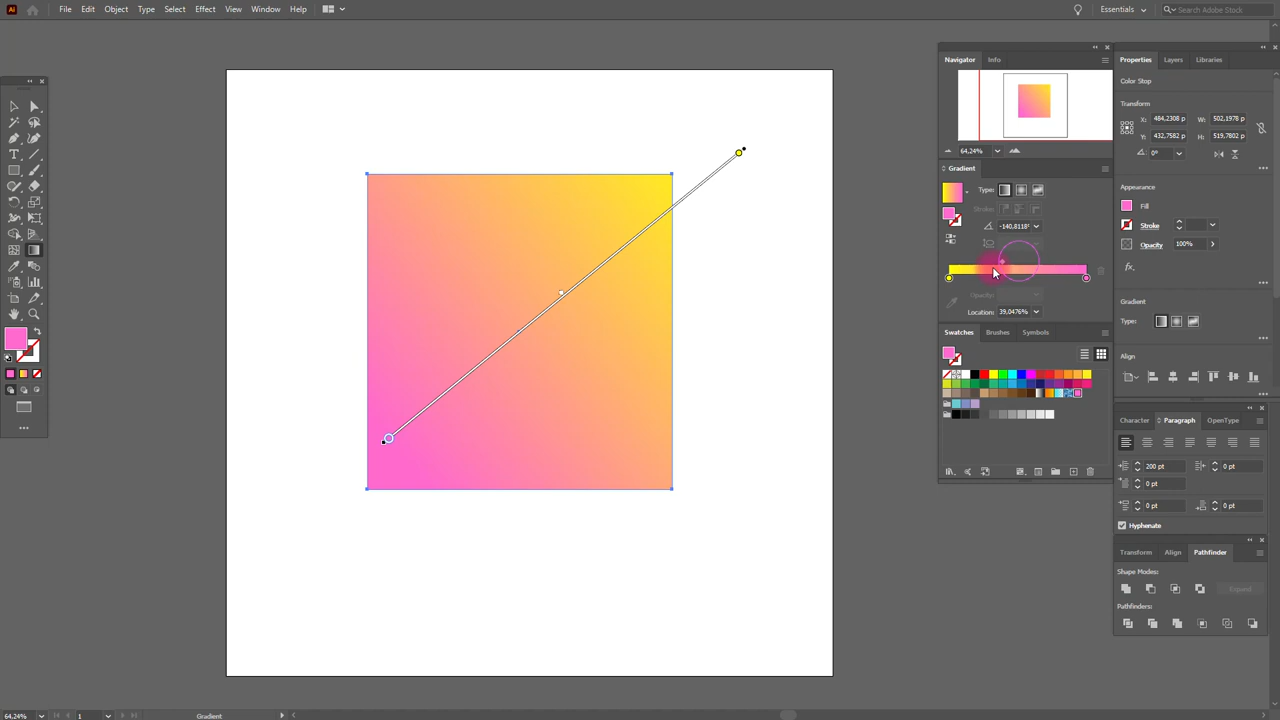 Ai File Edit Object Type Select Effect View Window Help Essentials Search Adobe Stock
Navigator Info
64,24%
Gradient
Type:
Stroke:
-140,8118°
Opacity:
Location: 39,0476%
Swatches Brushes Symbols
Properties Layers Libraries
Color Stop
Transform
X: 484,2308 p W: 502,1978 p
Y: 432,7582 p H: 519,7802 p
0°
Appearance
Fill
Stroke
Opacity 100%
fx.
Gradient
Type:
Align
Character Paragraph OpenType
200 pt 0 pt
0 pt
0 pt 0 pt
Hyphenate
Transform Align Pathfinder
Shape Modes:
Expand
Pathfinders:
64,24% 1 Gradient